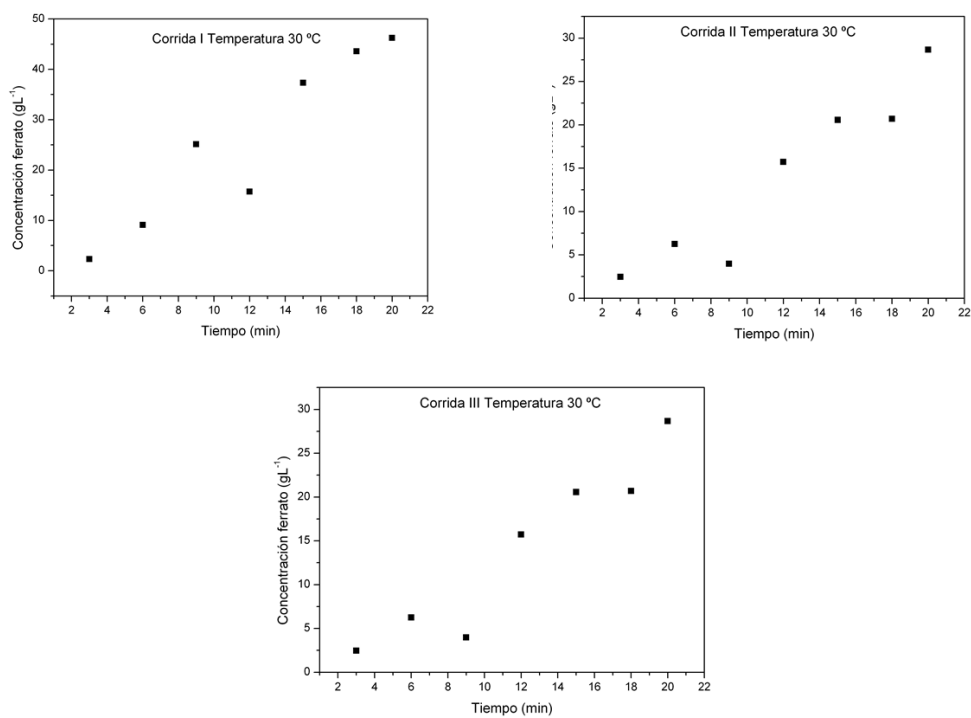 Corrida I Temperatura 30 ºC
Concentración ferrato (gL-1)
50
40
30
20
10
0
2 4 6 8 10 12 14 16 18 20 22
Tiempo (min)
Corrida II Temperatura 30 ºC
30
25
20
15
10
5
0
2 4 6 8 10 12 14 16 18 20 22
Tiempo (min)
Corrida III Temperatura 30 ºC
Concentración ferrato (gL-1)
30
25
20
15
10
5
0
2 4 6 8 10 12 14 16 18 20 22
Tiempo (min)